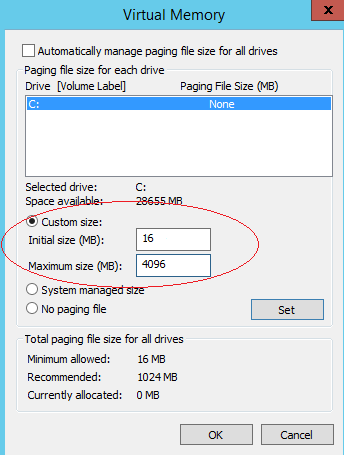 Virtual Memory
x
Automatically manage paging file size for all drives
Paging file size for each drive
Drive [Volume Label] Paging File Size (MB)
C: None
Selected drive: C:
Space available: 28655 MB
Custom size:
Initial size (MB): 16
Maximum size (MB): 4096
System managed size
No paging file Set
Total paging file size for all drives
Minimum allowed: 16 MB
Recommended: 1024 MB
Currently allocated: 0 MB
OK Cancel